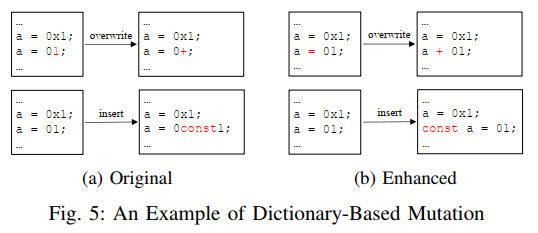 ...
a = 0x1;
a = 01;
...
overwrite
...
a = 0x1;
a = 0+;
...
...
a = 0x1;
a = 01;
...
insert
...
a = 0x1;
a = 0const1;
...
(a) Original
...
a = 0x1;
a = 01;
...
overwrite
...
a = 0x1;
a + 01;
...
...
a = 0x1;
a = 01;
...
insert
...
a = 0x1;
const a = 01;
...
(b) Enhanced
Fig. 5: An Example of Dictionary-Based Mutation